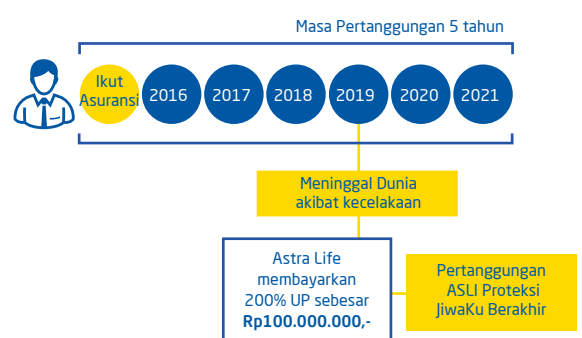 Masa Pertanggungan 5 tahun
Ikut
Asuransi
2016
2017
2018
2019
2020
2021
Meninggal Dunia
akibat kecelakaan
Astra Life
membayarkan
200% UP sebesar
Rp100.000.000,-
Pertanggungan
ASLI Proteksi
JiwaKu Berakhir